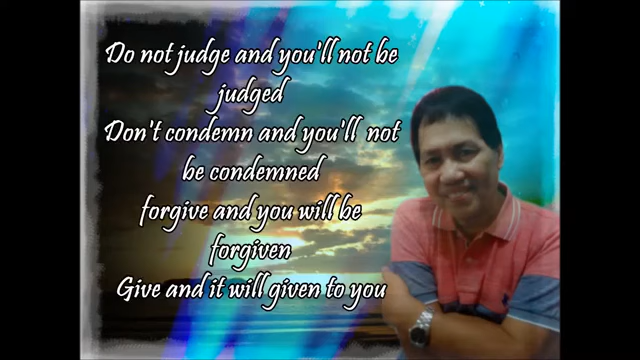 Do not judge and you'll not be
judged
Don't condemn and you'll not
be condemned
forgive and you will be
forgiven
Give and it will given to you